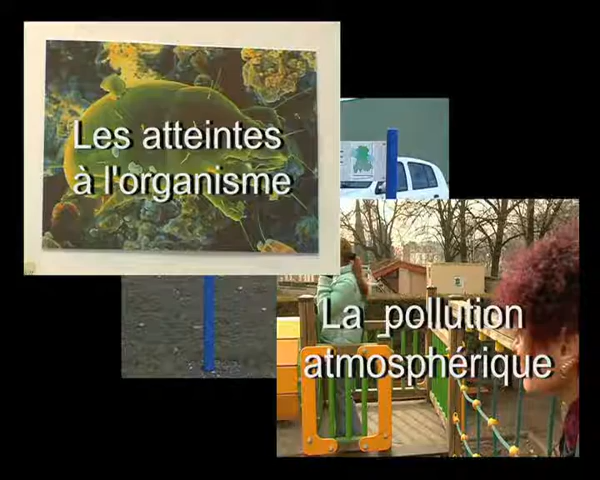 Les atteintes
à l'organisme
La pollution
atmosphérique